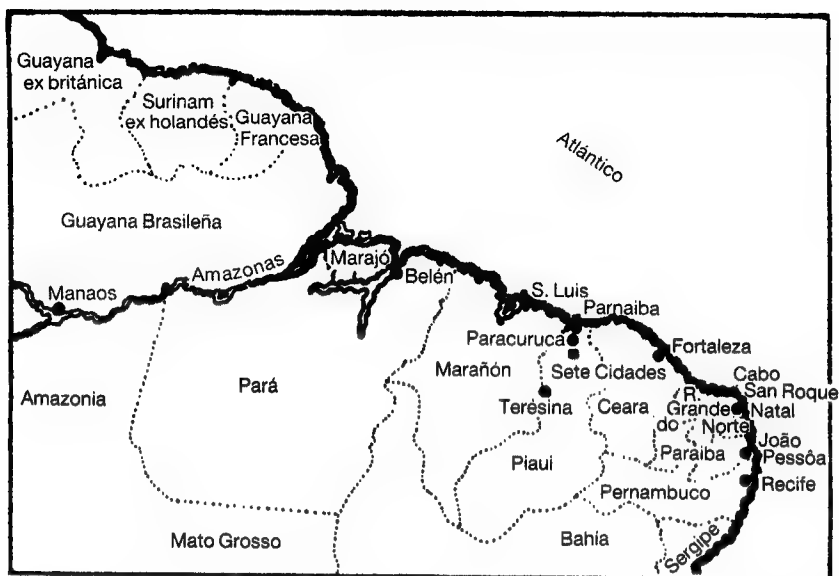 Guayana
ex británica
Surinam
ex holandés
Guayana
Francesa
Atlántico
Guayana Brasileña
Amazonas
Marajó
Belén
Manaos
S. Luis
Parnaiba
Paracuruca
Fortaleza
Marañón
Sete Cidades
Cabo
San Roque
Amazonia
Pará
Teresina
Ceara
R.
Grande
do
Norte
Natal
João
Pessôa
Paraiba
Piaui
Recife
Pernambuco
Mato Grosso
Bahía
Sergipe